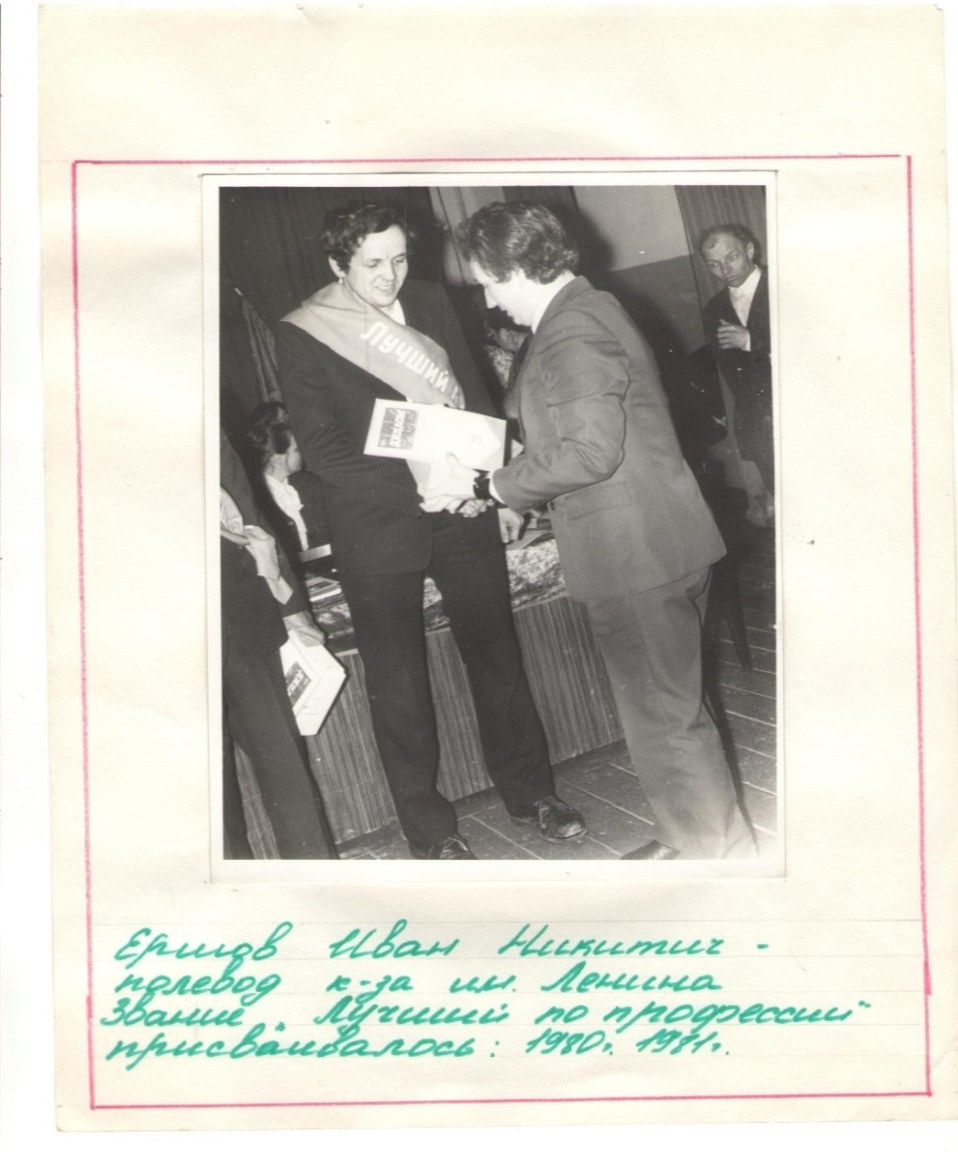 ЛУЧШИЙ
Ершов Иван Никитич -
полевод к-за им. Ленина
Звание „Лучший по профессии"
присваивалось: 1980г. 1981г.